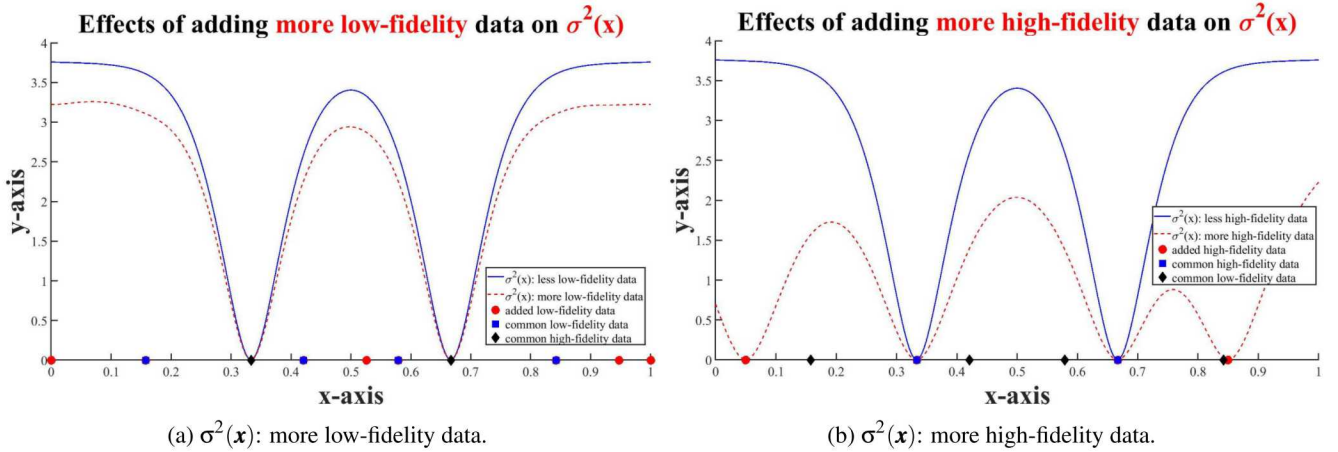 Effects of adding more low-fidelity data on σ²(x)
y-axis
4
3.5
3
2.5
2
1.5
1
0.5
0
0 0.1 0.2 0.3 0.4 0.5 0.6 0.7 0.8 0.9 1
x-axis
σ²(x): less low-fidelity data
σ²(x): more low-fidelity data
added low-fidelity data
common low-fidelity data
common high-fidelity data
(a) σ²(x): more low-fidelity data.
Effects of adding more high-fidelity data on σ²(x)
y-axis
4
3.5
3
2.5
2
1.5
1
0.5
0
0 0.1 0.2 0.3 0.4 0.5 0.6 0.7 0.8 0.9 1
x-axis
σ²(x): less high-fidelity data
σ²(x): more high-fidelity data
added high-fidelity data
common high-fidelity data
common low-fidelity data
(b) σ²(x): more high-fidelity data.